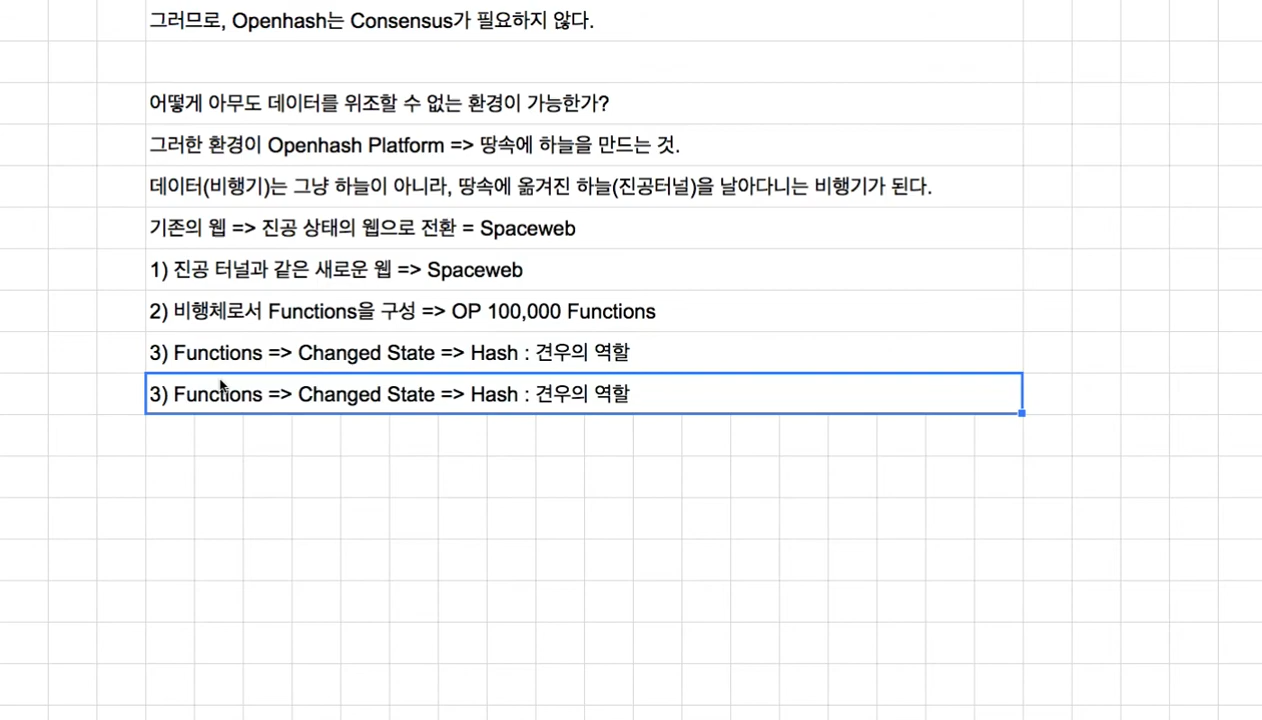 그러므로, Openhash는 Consensus가 필요하지 않다.
어떻게 아무도 데이터를 위조할 수 없는 환경이 가능한가?
그러한 환경이 Openhash Platform => 땅속에 하늘을 만드는 것.
데이터(비행기)는 그냥 하늘이 아니라, 땅속에 옮겨진 하늘(진공터널)을 날아다니는 비행기가 된다.
기존의 웹 => 진공 상태의 웹으로 전환 = Spaceweb
1) 진공 터널과 같은 새로운 웹 => Spaceweb
2) 비행체로서 Functions을 구성 => OP 100,000 Functions
3) Functions => Changed State => Hash : 견우의 역할
3) Functions => Changed State => Hash : 견우의 역할